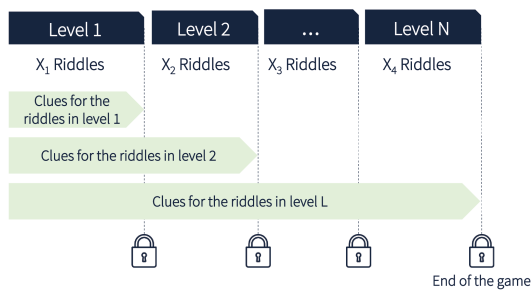 Level 1
Level 2
...
Level N
X₁ Riddles
X₂ Riddles
X₃ Riddles
X₄ Riddles
Clues for the
riddles in level 1
Clues for the riddles in level 2
Clues for the riddles in level L
End of the game